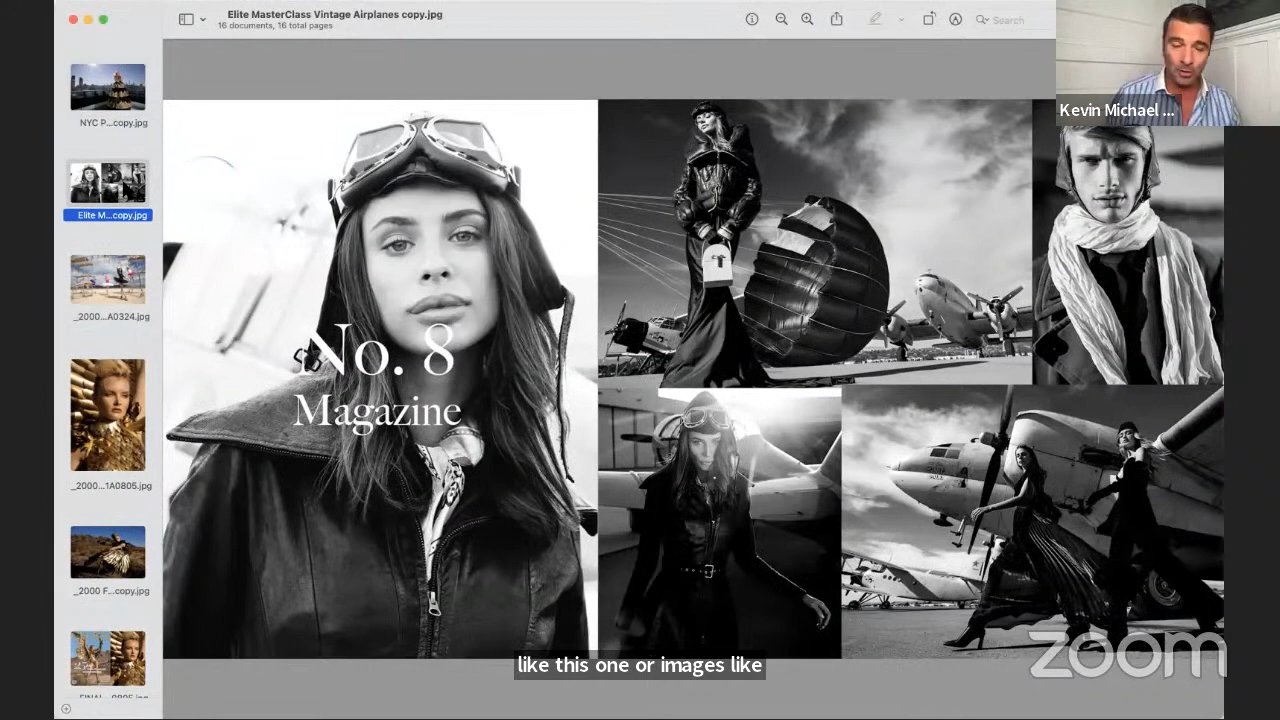 Elite MasterClass Vintage Airplanes copy.jpg
16 documents, 16 total pages
Search
Kevin Michael ...
NYC P...copy.jpg
Elite M...copy.jpg
_2000...A0324.jpg
_2000...1A0805.jpg
_2000 F...copy.jpg
No. 8
Magazine
like this one or images like
zoom